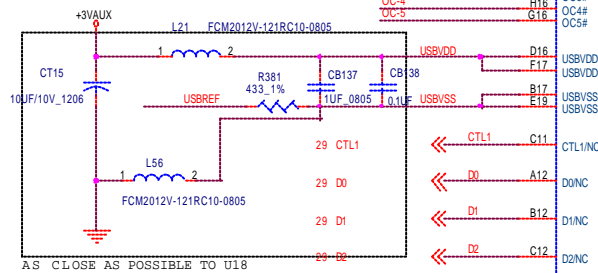 OC-4 H16 OC4#
OC-5 G16 OC5#
+3VAUX
L21 FCM2012V-121RC10-0805
1 2 USBVDD D16 USBVDD
F17 USBVDD
CT15
10UF/10V_1206
R381
433_1%
CB137
1UF_0805
CB138
0.1UF
USBREF USBVSS B17 USBVSS
E19 USBVSS
29 CTL1 CTL1 C11 CTL1/NC
L56
1 2
FCM2012V-121RC10-0805
29 D0 D0 A12 D0/NC
29 D1 D1 B12 D1/NC
29 D2 D2 C12 D2/NC
AS CLOSE AS POSSIBLE TO U18